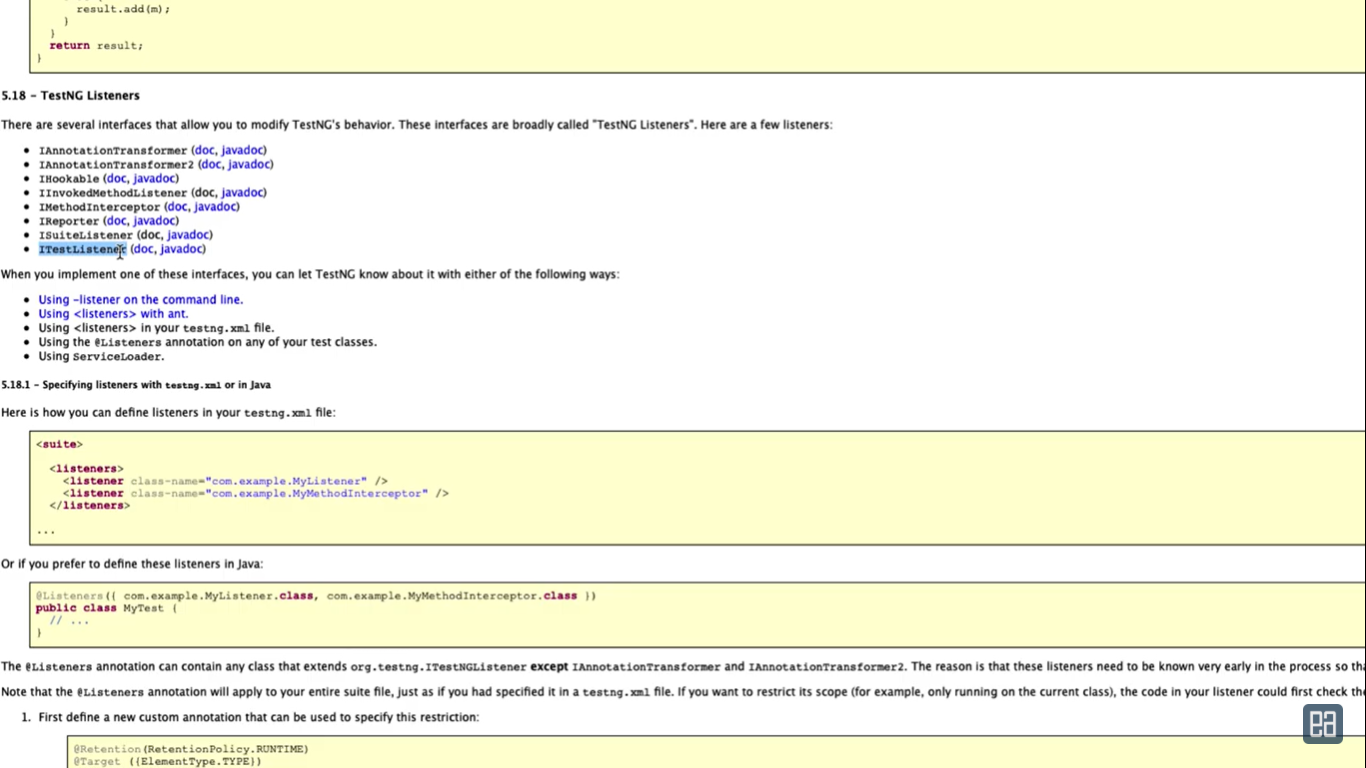 result.add(m);
}
}
return result;
}
5.18 - TestNG Listeners
There are several interfaces that allow you to modify TestNG's behavior. These interfaces are broadly called "TestNG Listeners". Here are a few listeners:
• IAnnotationTransformer (doc, javadoc)
• IAnnotationTransformer2 (doc, javadoc)
• IHookable (doc, javadoc)
• IInvokedMethodListener (doc, javadoc)
• IMethodInterceptor (doc, javadoc)
• IReporter (doc, javadoc)
• ISuiteListener (doc, javadoc)
• ITestListener (doc, javadoc)
When you implement one of these interfaces, you can let TestNG know about it with either of the following ways:
• Using -listener on the command line.
• Using <listeners> with ant.
• Using <listeners> in your testng.xml file.
• Using the @Listeners annotation on any of your test classes.
• Using ServiceLoader.
5.18.1 - Specifying listeners with testng.xml or in Java
Here is how you can define listeners in your testng.xml file:
<suite>
<listeners>
<listener class-name="com.example.MyListener" />
<listener class-name="com.example.MyMethodInterceptor" />
</listeners>
...
Or if you prefer to define these listeners in Java:
@Listeners({ com.example.MyListener.class, com.example.MyMethodInterceptor.class })
public class MyTest {
// ...
}
The @Listeners annotation can contain any class that extends org.testng.ITestNGListener except IAnnotationTransformer and IAnnotationTransformer2. The reason is that these listeners need to be known very early in the process so
Note that the @Listeners annotation will apply to your entire suite file, just as if you had specified it in a testng.xml file. If you want to restrict its scope (for example, only running on the current class), the code in your listener could first check
1. First define a new custom annotation that can be used to specify this restriction:
@Retention(RetentionPolicy.RUNTIME)
@Target ({ElementType.TYPE})